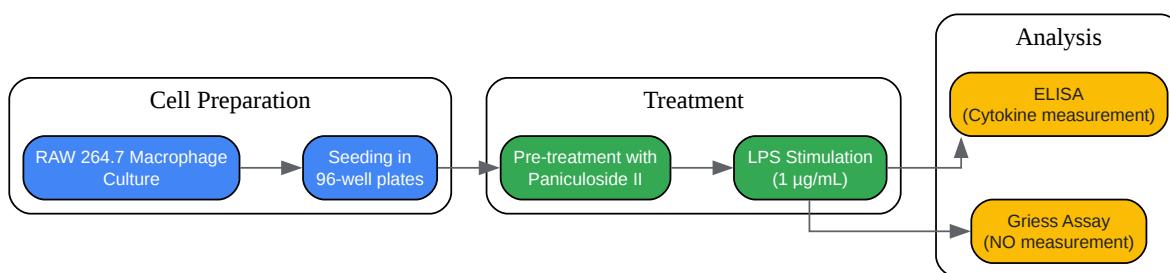 Cell Preparation
RAW 264.7 Macrophage
Culture
Seeding in
96-well plates
Treatment
Pre-treatment with
Paniculoside II
LPS Stimulation
(1 µg/mL)
Analysis
ELISA
(Cytokine measurement)
Griess Assay
(NO measurement)